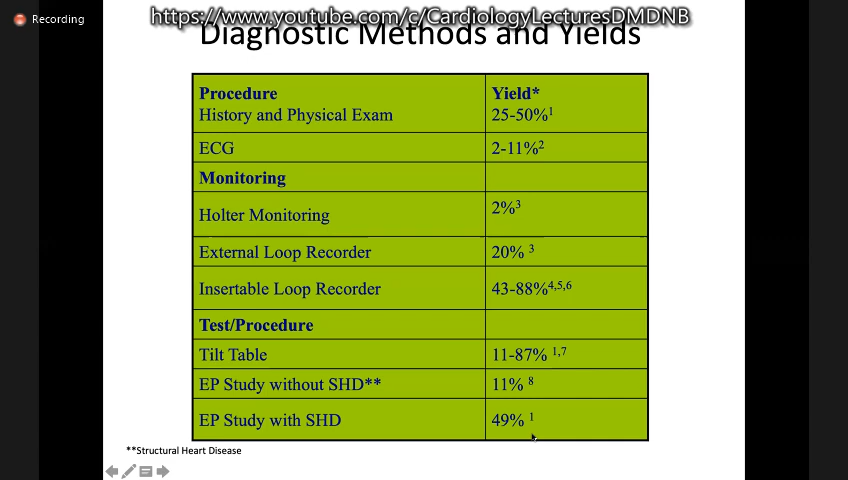 Recording
https://www.youtube.com/c/CardiologyLecturesDMDNB
Diagnostic Methods and Yields
Procedure Yield*
History and Physical Exam 25-50%1
ECG 2-11%2
Monitoring
Holter Monitoring 2%3
External Loop Recorder 20% 3
Insertable Loop Recorder 43-88%4,5,6
Test/Procedure
Tilt Table 11-87% 1,7
EP Study without SHD** 11% 8
EP Study with SHD 49% 1
**Structural Heart Disease